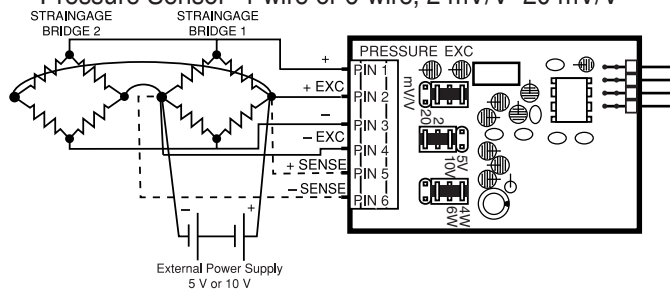 Pressure Sensor 4 wire or 6 wire, 2 mV/V 20 mV/V
STRAINGAGE
BRIDGE 2
STRAINGAGE
BRIDGE 1
PRESSURE EXC
+
PIN 1
+ EXC
PIN 2
–
PIN 3
– EXC
PIN 4
+ SENSE
PIN 5
– SENSE
PIN 6
mV/V
20
2
5V
10V
4W
6W
–
+
External Power Supply
5 V or 10 V